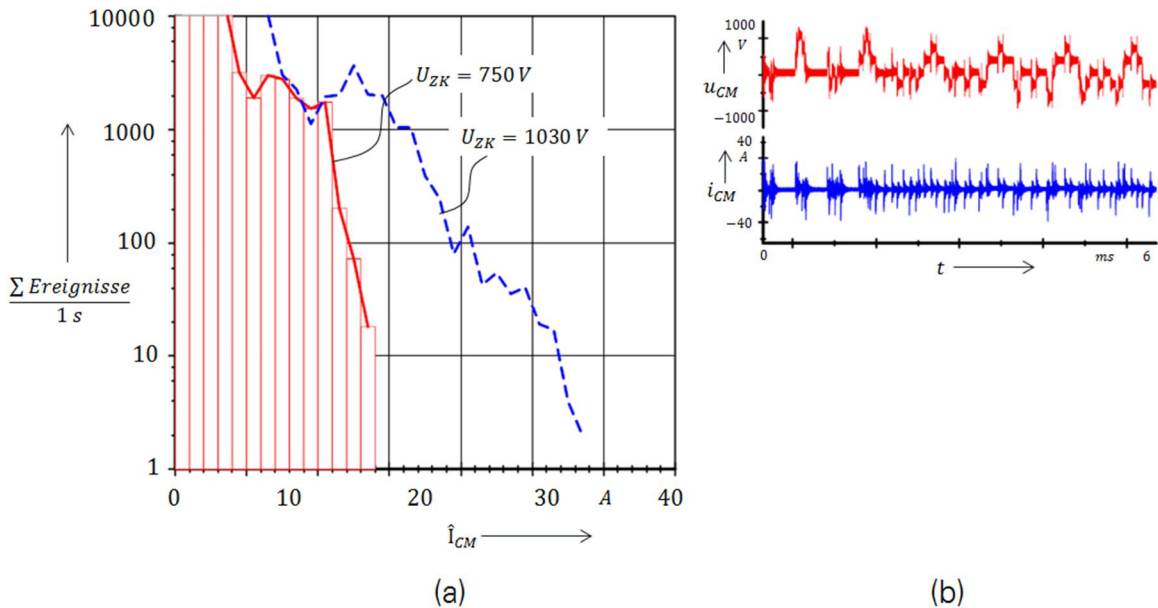 10000
1000
100
10
1
∑ Ereignisse
1 s
U_ZK = 750 V
U_ZK = 1030 V
0 10 20 30 A 40
Î_CM
(a)
1000
V
u_CM
−1000
40
A
i_CM
−40
0 ms 6
t
(b)